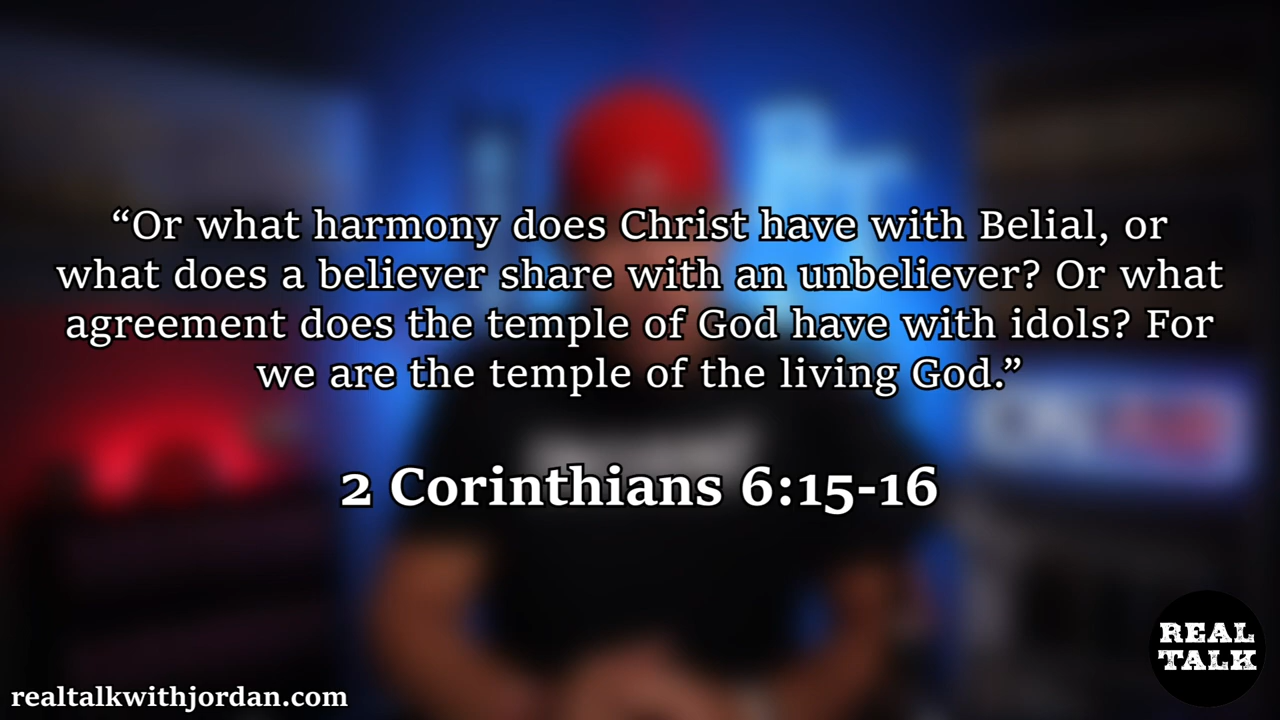 “Or what harmony does Christ have with Belial, or
what does a believer share with an unbeliever? Or what
agreement does the temple of God have with idols? For
we are the temple of the living God.”
2 Corinthians 6:15-16
REAL
TALK
realtalkwithjordan.com